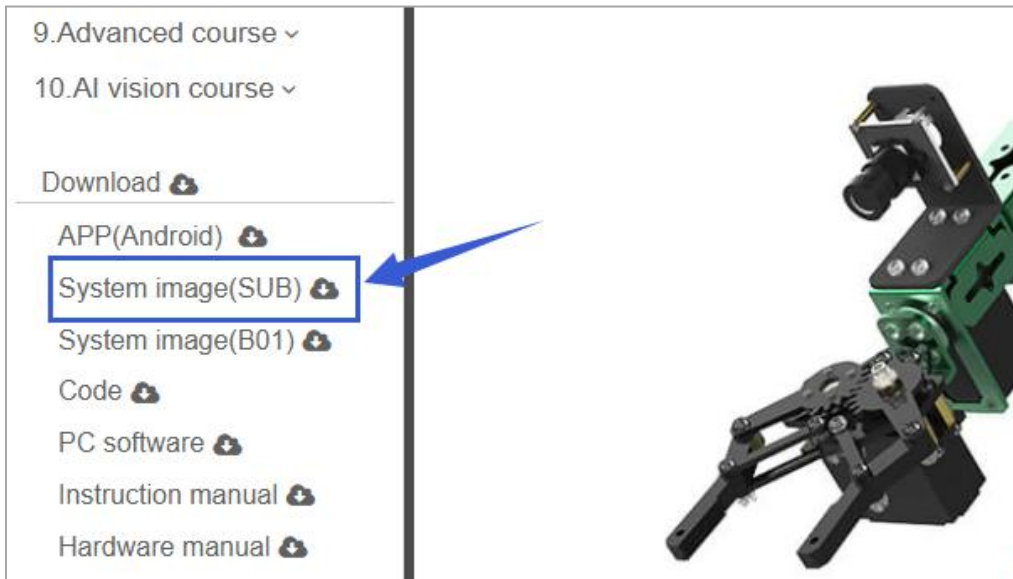 9.Advanced course
10.AI vision course
Download
APP(Android)
System image(SUB)
System image(B01)
Code
PC software
Instruction manual
Hardware manual